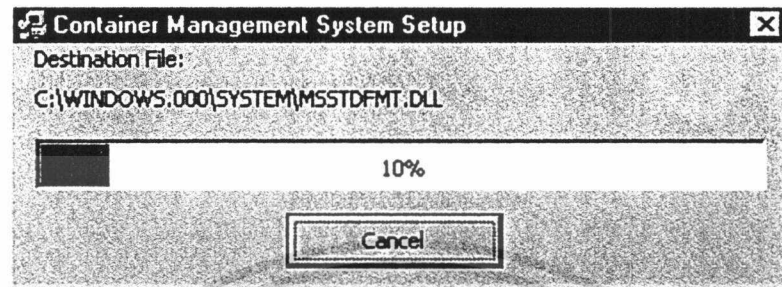 Container Management System Setup
Destination File:
C:\WINDOWS.000\SYSTEM\MSSTDFMT.DLL
10%
Cancel